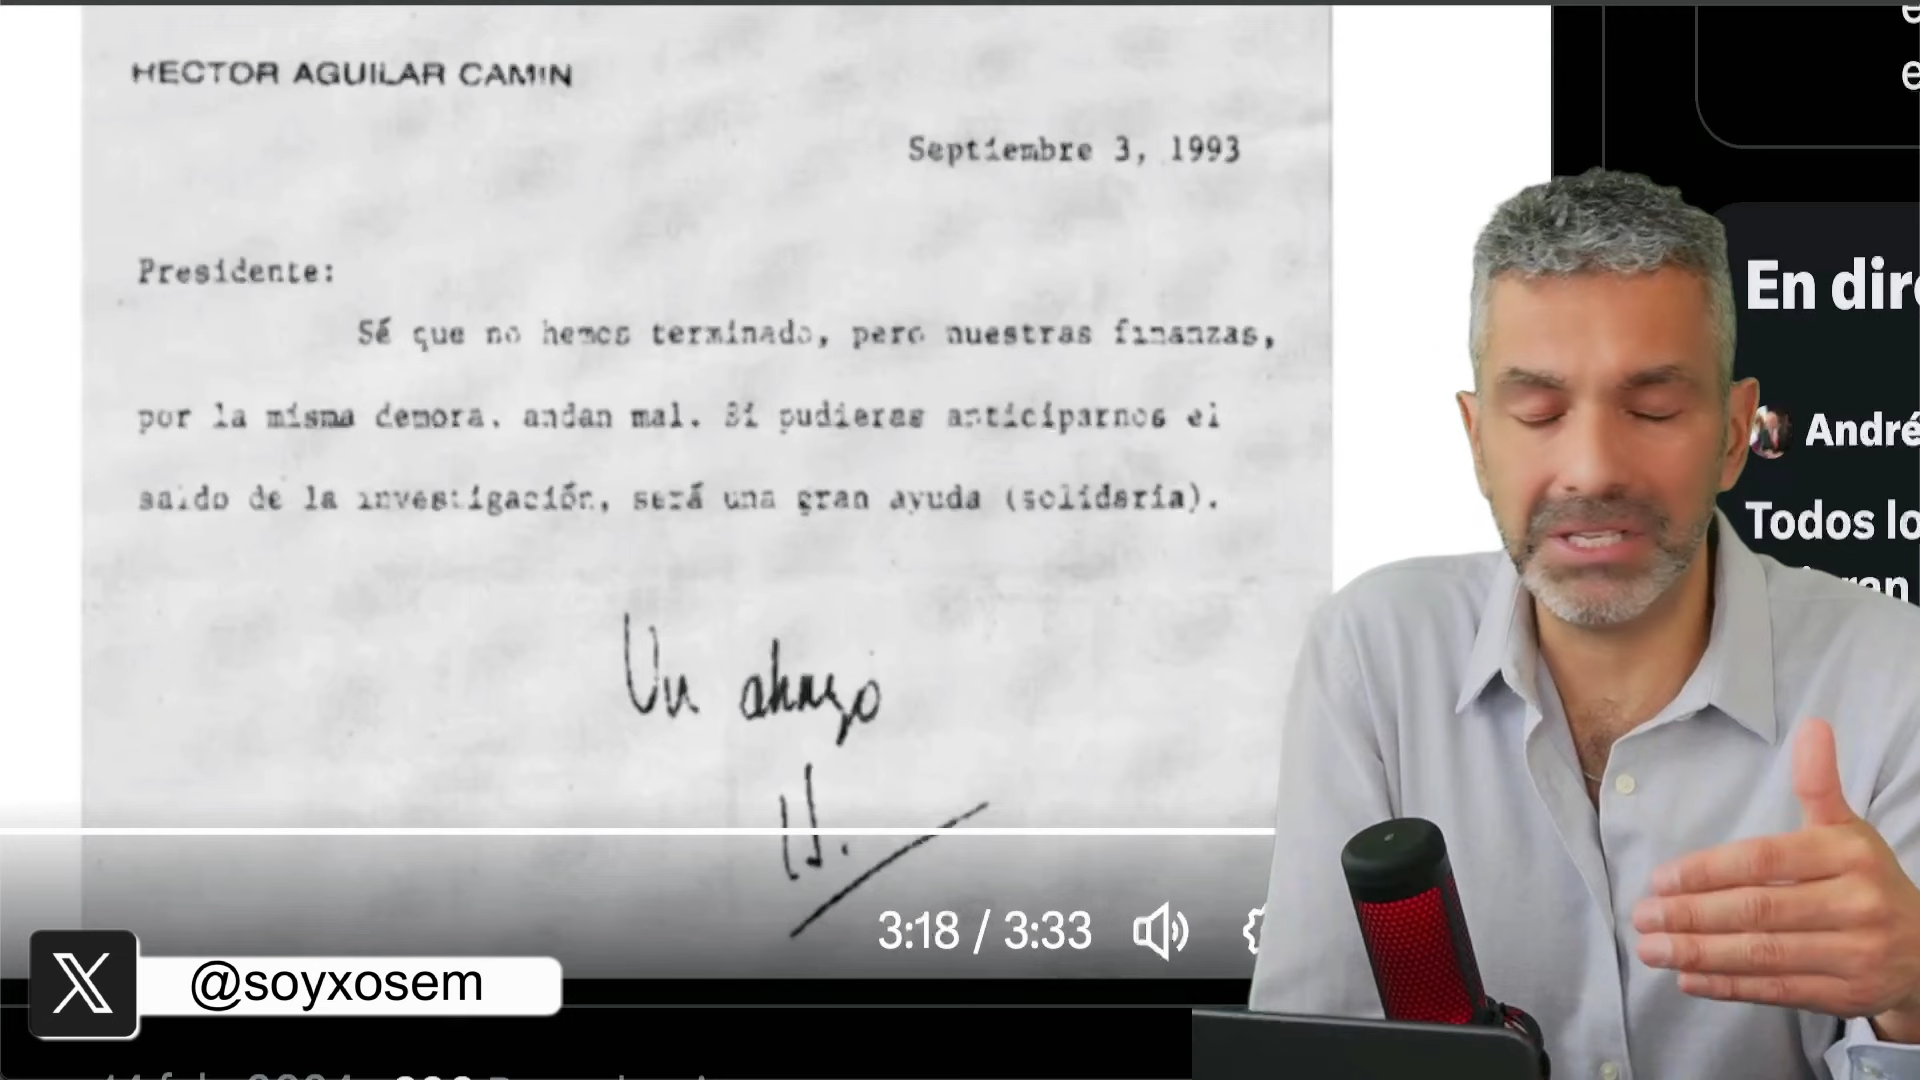 HECTOR AGUILAR CAMIN
Septiembre 3, 1993
Presidente:
Sé que no hemos terminado, pero nuestras finanzas,
por la misma demora, andan mal. Si pudieras anticiparnos el
saldo de la investigación, será una gran ayuda (solidaria).
Un abrazo
H.
3:18 / 3:33
@soyxosem
En dire
André
Todos lo